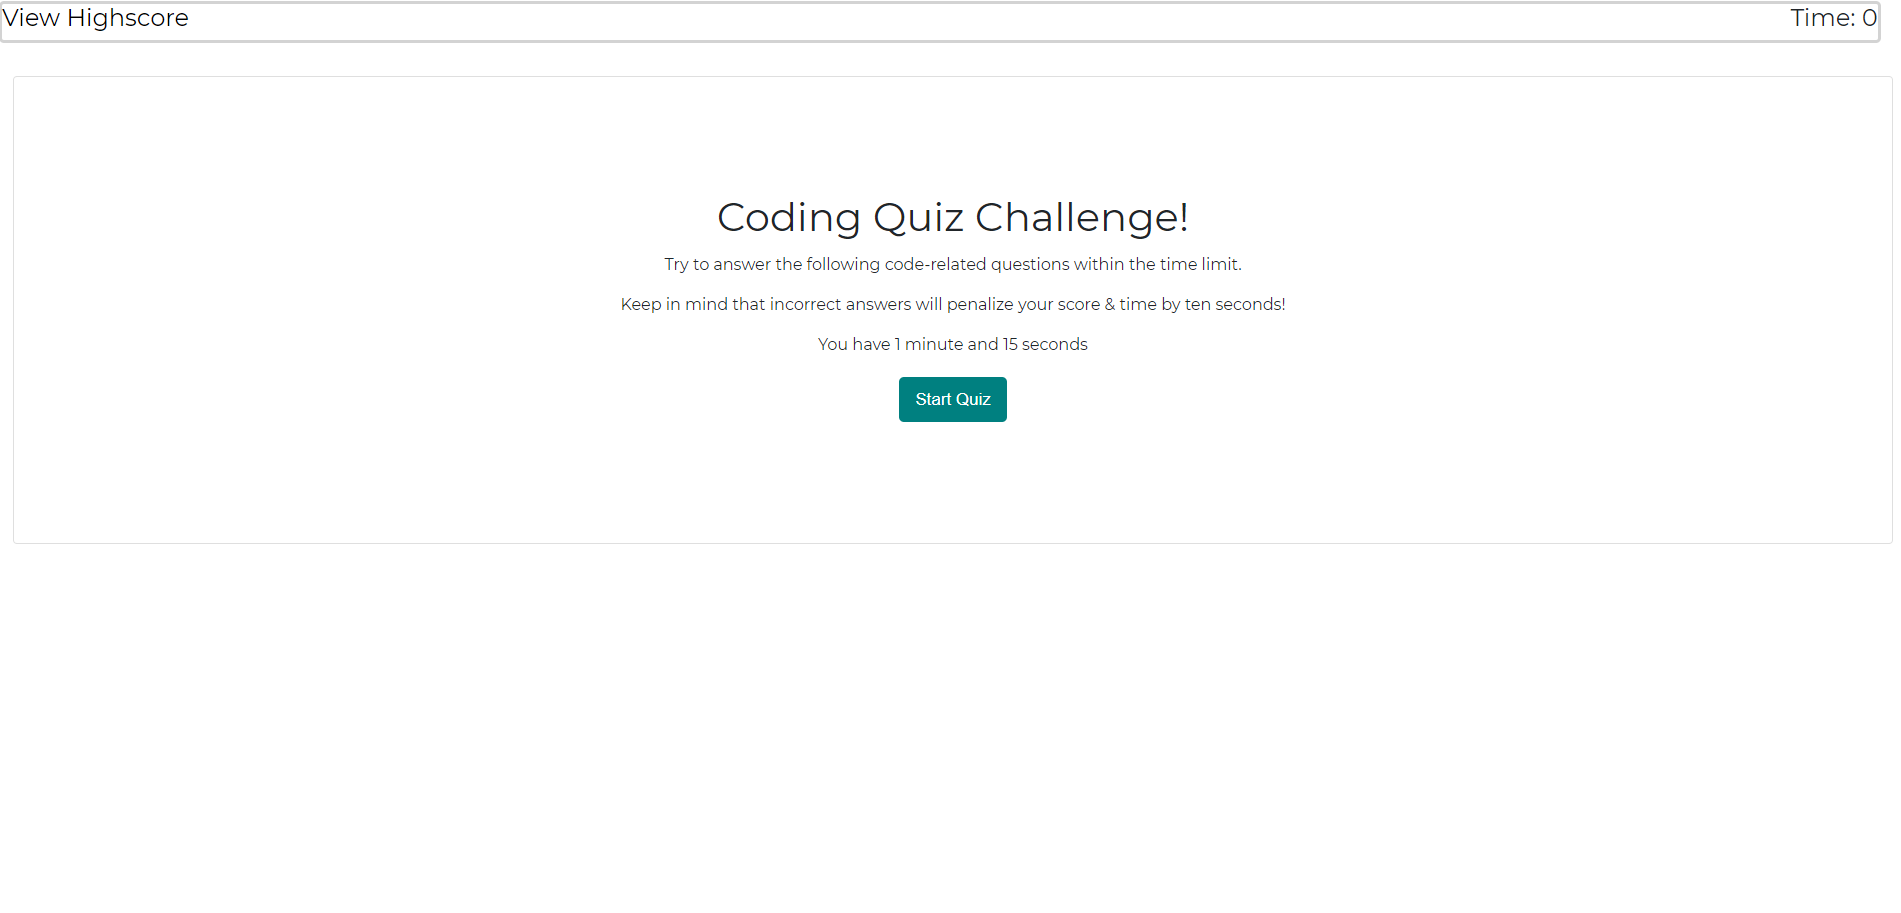 View Highscore
Time: 0
Coding Quiz Challenge!
Try to answer the following code-related questions within the time limit.
Keep in mind that incorrect answers will penalize your score & time by ten seconds!
You have 1 minute and 15 seconds
Start Quiz